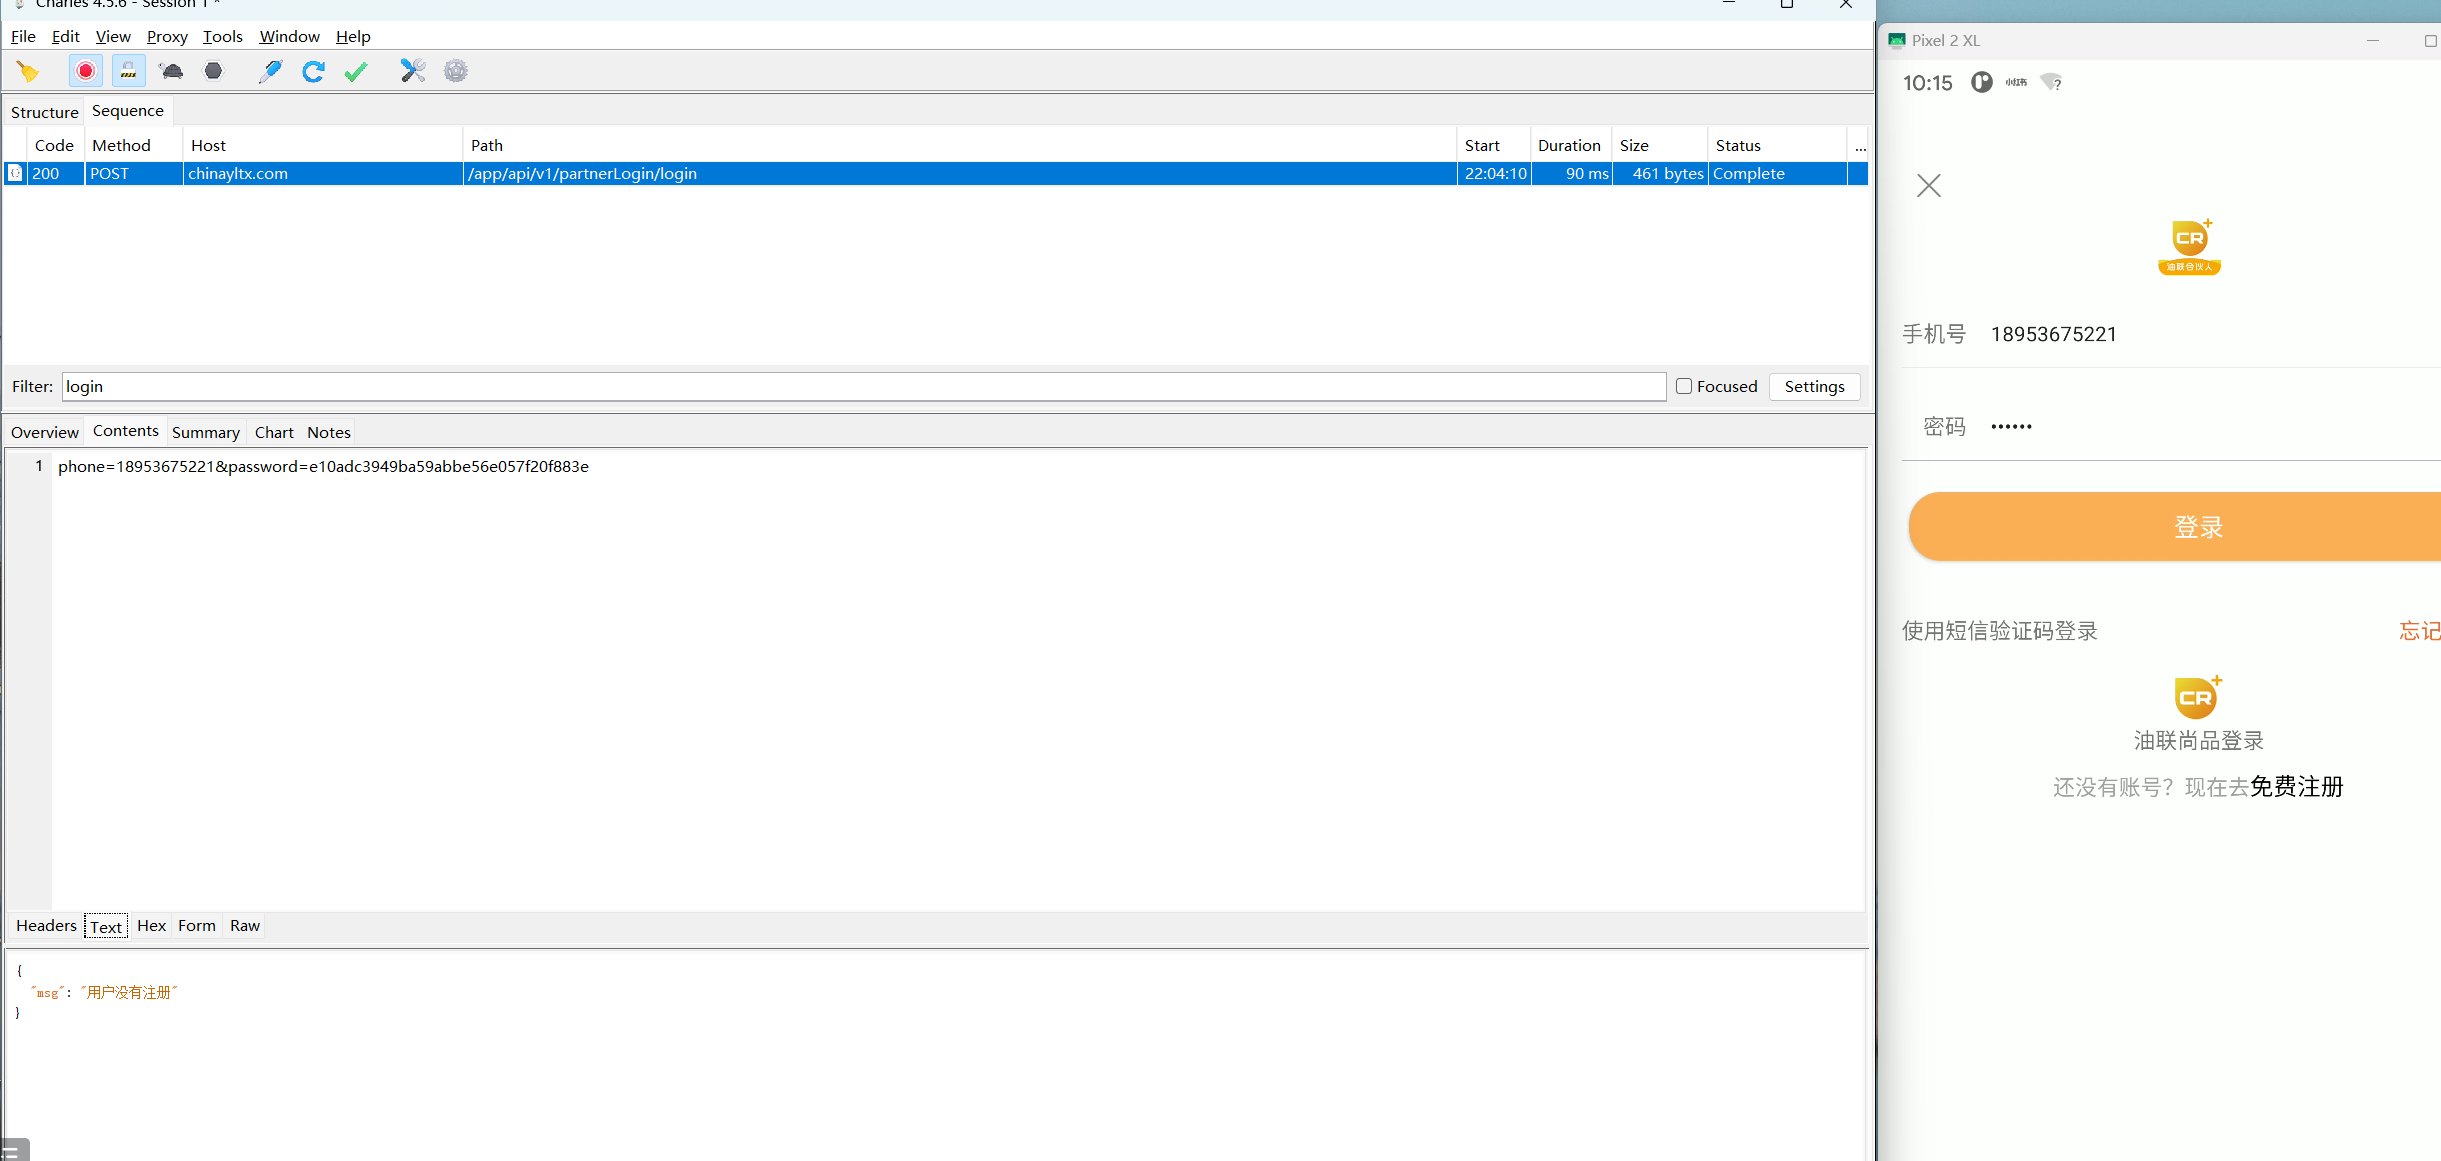 Charles 4.5.6 - Session 1 *
File Edit View Proxy Tools Window Help
Structure Sequence
Code Method Host Path Start Duration Size Status ...
200 POST chinayltx.com /app/api/v1/partnerLogin/login 22:04:10 90 ms 461 bytes Complete
Filter: login Focused Settings
Overview Contents Summary Chart Notes
1 phone=18953675221&password=e10adc3949ba59abbe56e057f20f883e
Headers Text Hex Form Raw
{
"msg": "用户没有注册"
}
Pixel 2 XL
10:15 小红书
CR+
油联合伙人
手机号 18953675221
密码 ••••••
登录
使用短信验证码登录 忘记
CR+
油联尚品登录
还没有账号？现在去免费注册